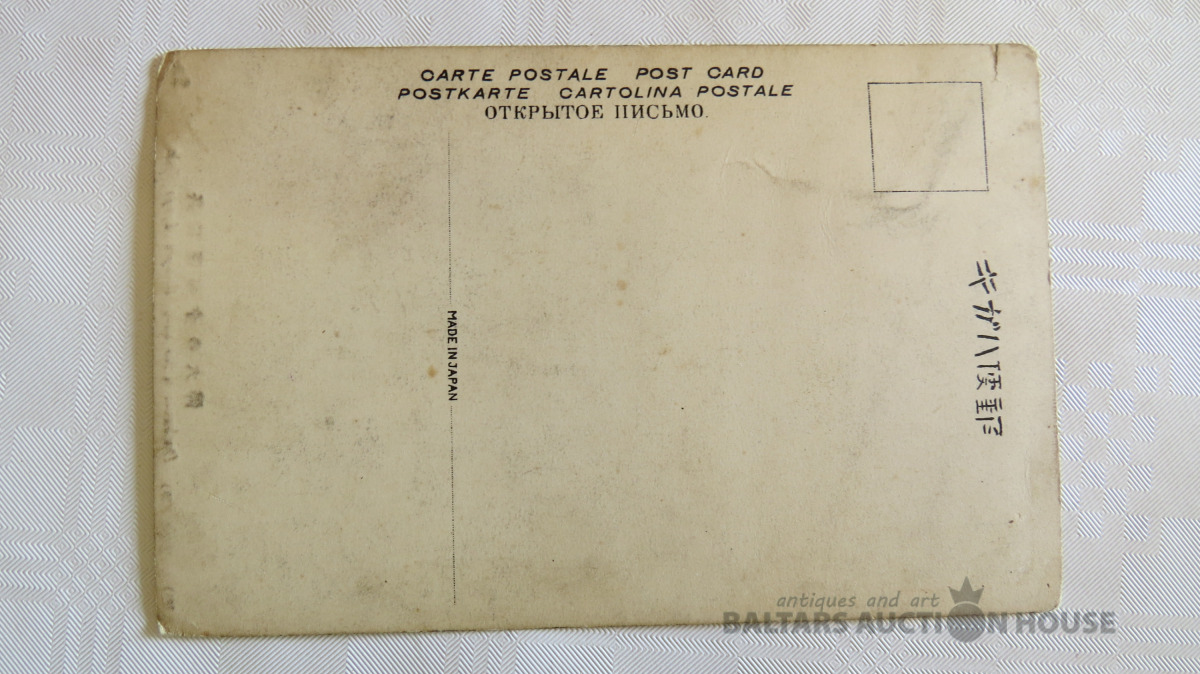 CARTE POSTALE POST CARD
POSTKARTE CARTOLINA POSTALE
ОТКРЫТОЕ ПИСЬМО.
MADE IN JAPAN
郵便ハガキ
antiques and art
BALTARS AUCTION HOUSE